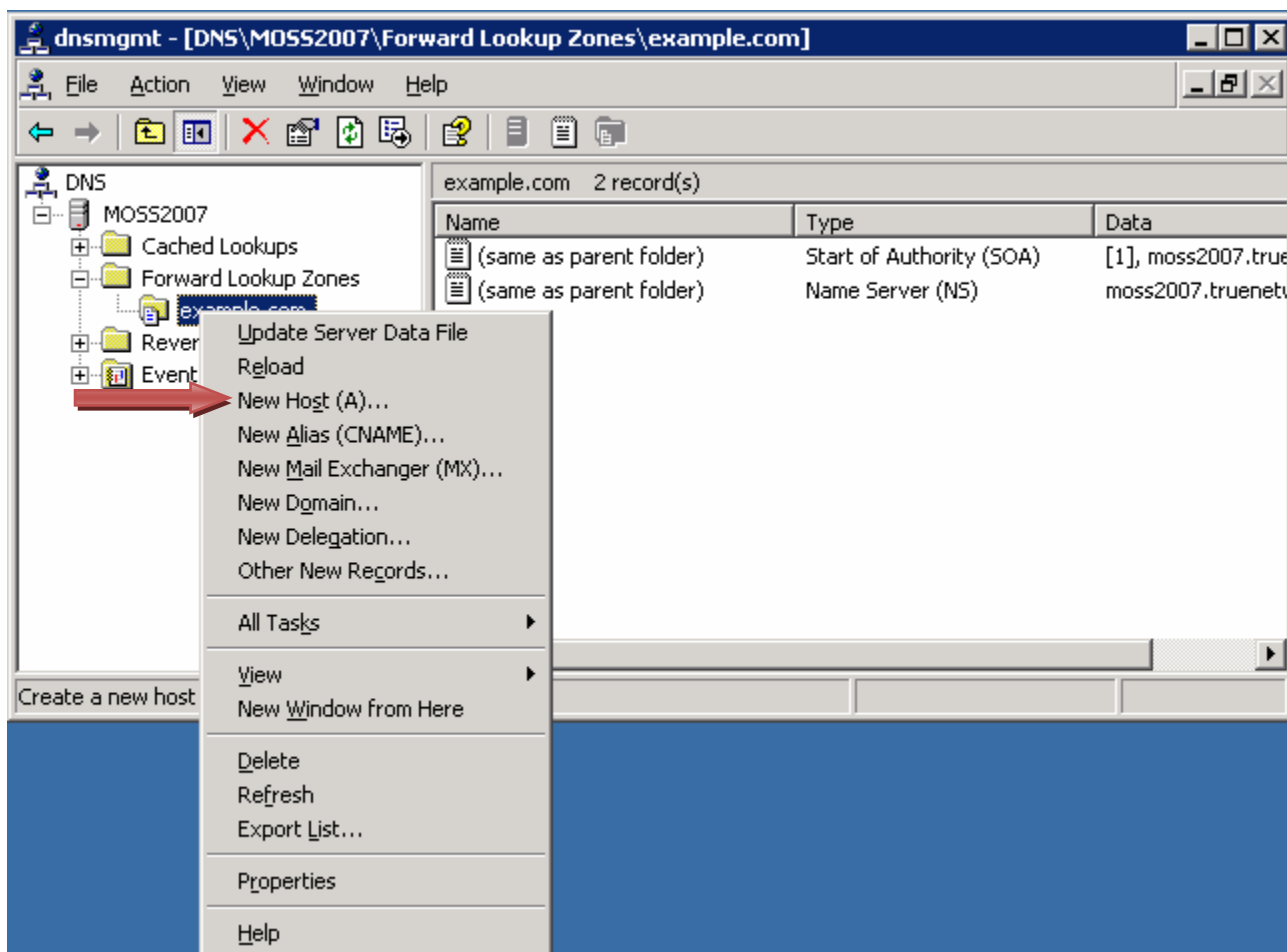 dnsmgmt - [DNS\MOSS2007\Forward Lookup Zones\example.com]
File Action View Window Help
DNS
MOSS2007
Cached Lookups
Forward Lookup Zones
example.com
Rever
Event
example.com 2 record(s)
Name Type Data
(same as parent folder) Start of Authority (SOA) [1], moss2007.true
(same as parent folder) Name Server (NS) moss2007.truenetw
Update Server Data File
Reload
New Host (A)...
New Alias (CNAME)...
New Mail Exchanger (MX)...
New Domain...
New Delegation...
Other New Records...
All Tasks
View
New Window from Here
Delete
Refresh
Export List...
Properties
Help
Create a new host